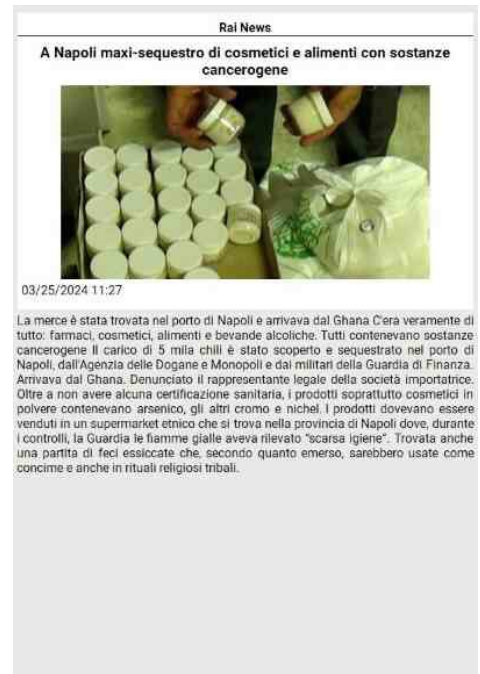 Rai News
A Napoli maxi-sequestro di cosmetici e alimenti con sostanze
cancerogene
03/25/2024 11:27
La merce è stata trovata nel porto di Napoli e arrivava dal Ghana C'era veramente di
tutto: farmaci, cosmetici, alimenti e bevande alcoliche. Tutti contenevano sostanze
cancerogene Il carico di 5 mila chili è stato scoperto e sequestrato nel porto di
Napoli, dall'Agenzia delle Dogane e Monopoli e dai militari della Guardia di Finanza.
Arrivava dal Ghana. Denunciato il rappresentante legale della società importatrice.
Oltre a non avere alcuna certificazione sanitaria, i prodotti soprattutto cosmetici in
polvere contenevano arsenico, gli altri cromo e nichel. I prodotti dovevano essere
venduti in un supermarket etnico che si trova nella provincia di Napoli dove, durante
i controlli, la Guardia le fiamme gialle aveva rilevato "scarsa igiene". Trovata anche
una partita di feci essiccate che, secondo quanto emerso, sarebbero usate come
concime e anche in rituali religiosi tribali.